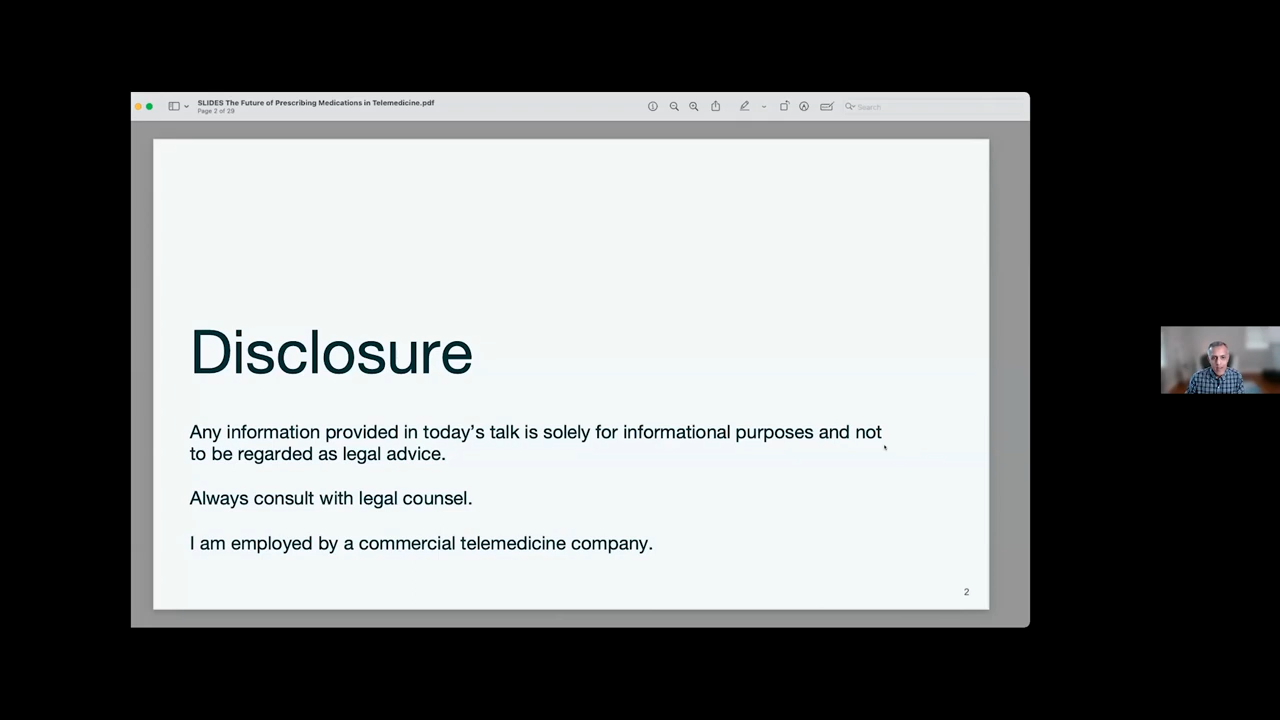 SLIDES The Future of Prescribing Medications in Telemedicine.pdf
Page 2 of 29
Search
Disclosure
Any information provided in today’s talk is solely for informational purposes and not
to be regarded as legal advice.
Always consult with legal counsel.
I am employed by a commercial telemedicine company.
2